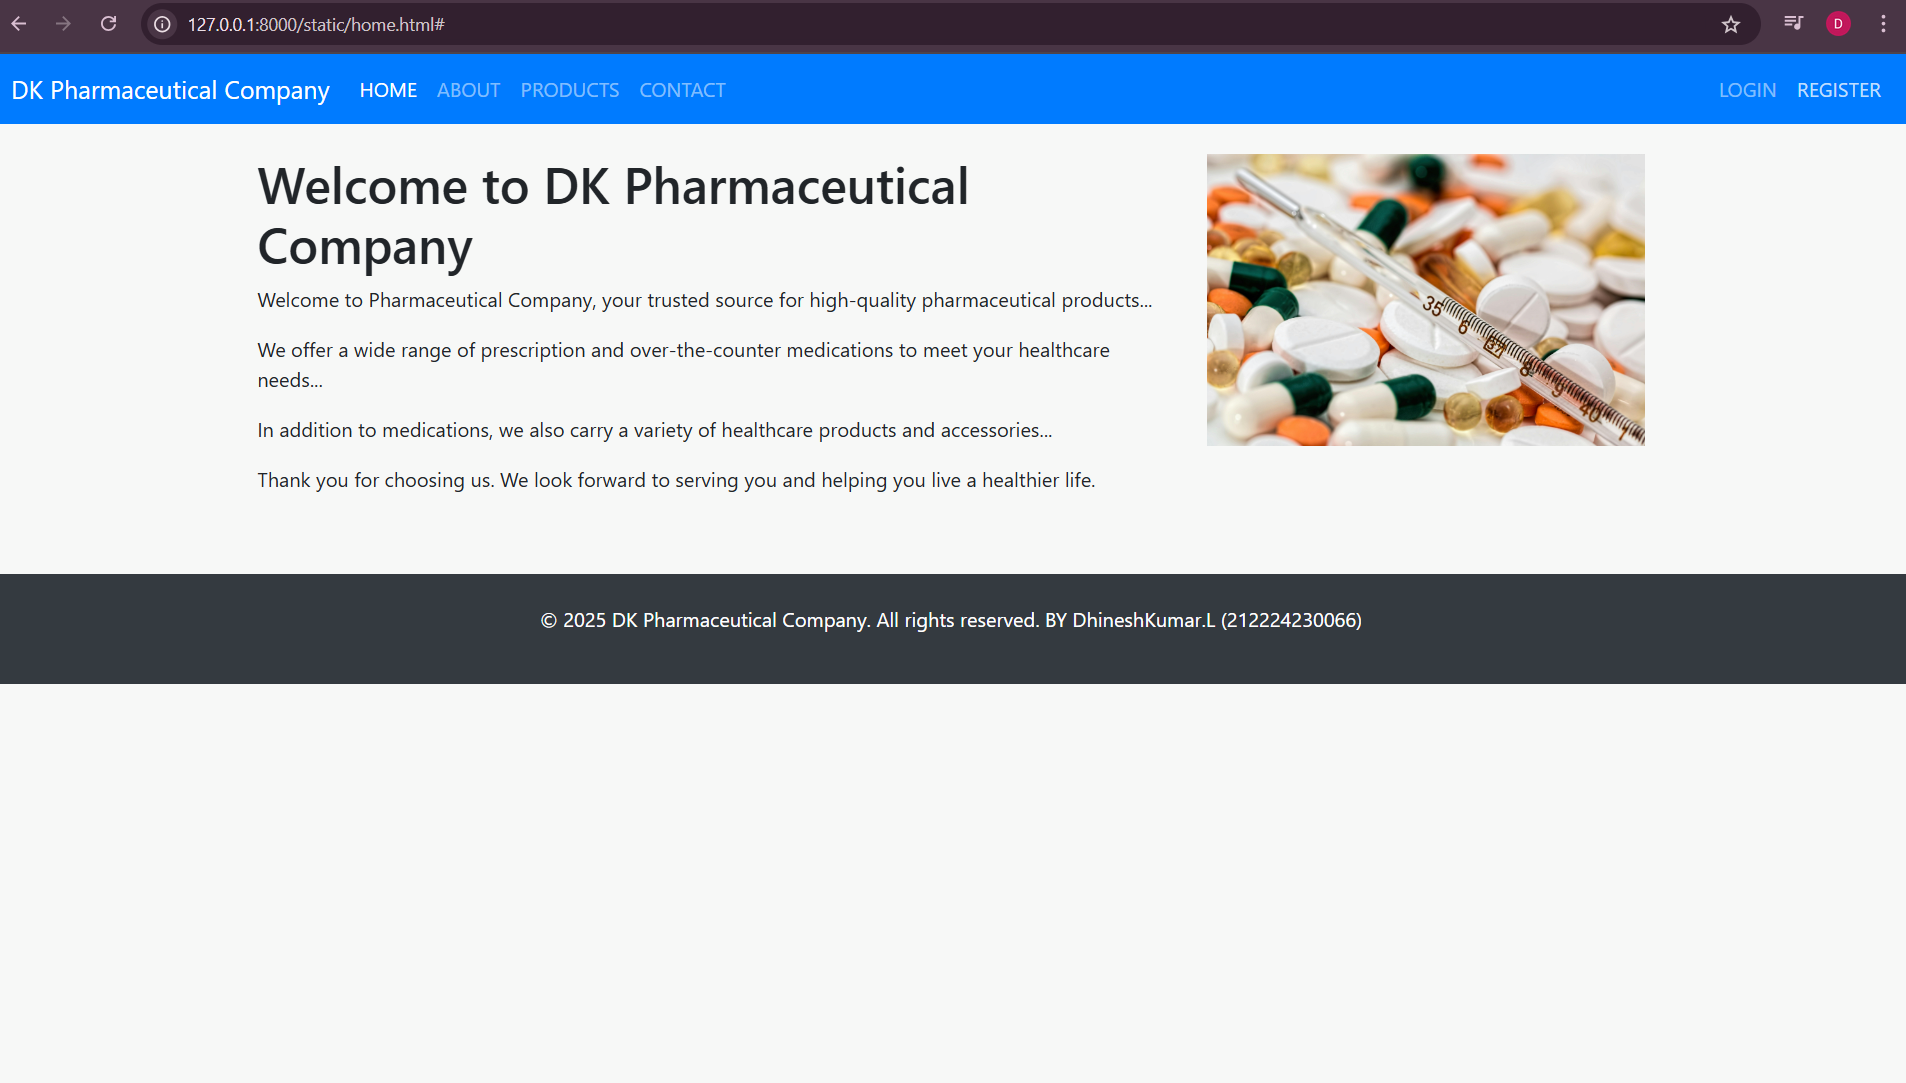 127.0.0.1:8000/static/home.html#
D
DK Pharmaceutical Company HOME ABOUT PRODUCTS CONTACT LOGIN REGISTER
Welcome to DK Pharmaceutical
Company
Welcome to Pharmaceutical Company, your trusted source for high-quality pharmaceutical products...
We offer a wide range of prescription and over-the-counter medications to meet your healthcare
needs...
In addition to medications, we also carry a variety of healthcare products and accessories...
Thank you for choosing us. We look forward to serving you and helping you live a healthier life.
35
6
37
8
9
40
1
© 2025 DK Pharmaceutical Company. All rights reserved. BY DhineshKumar.L (212224230066)